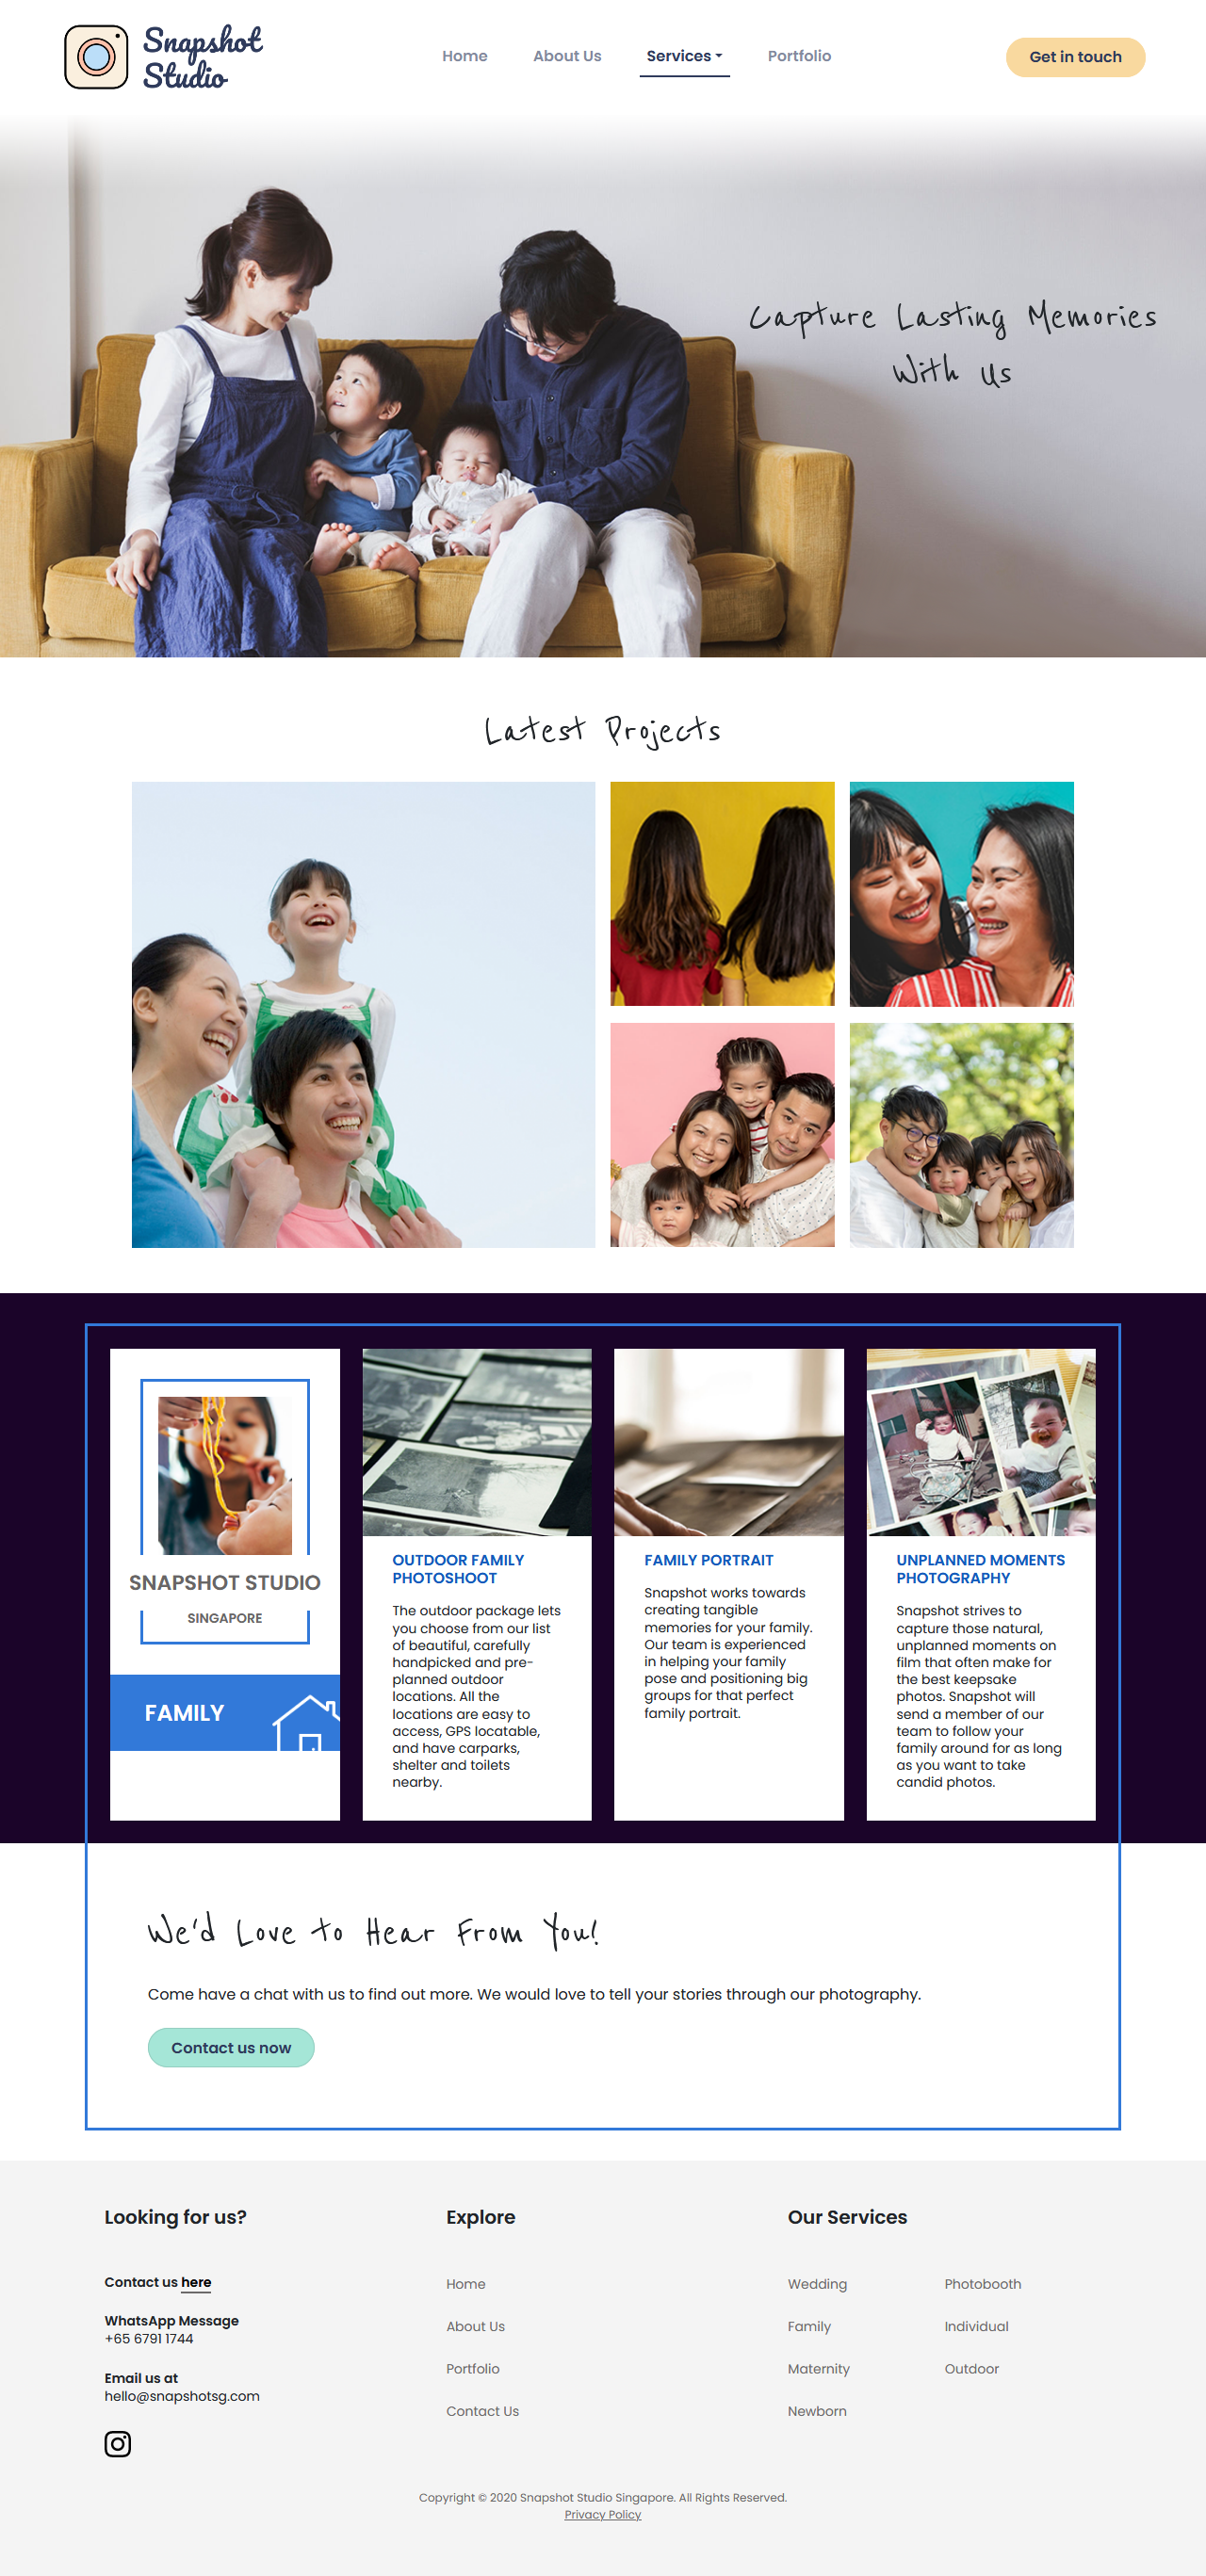 Snapshot
Studio
Home
About Us
Services
Portfolio
Get in touch
Capture Lasting Memories
With Us
Latest Projects
SNAPSHOT STUDIO
SINGAPORE
FAMILY
OUTDOOR FAMILY
PHOTOSHOOT
The outdoor package lets
you choose from our list
of beautiful, carefully
handpicked and pre-
planned outdoor
locations. All the
locations are easy to
access, GPS locatable,
and have carparks,
shelter and toilets
nearby.
FAMILY PORTRAIT
Snapshot works towards
creating tangible
memories for your family.
Our team is experienced
in helping your family
pose and positioning big
groups for that perfect
family portrait.
UNPLANNED MOMENTS
PHOTOGRAPHY
Snapshot strives to
capture those natural,
unplanned moments on
film that often make for
the best keepsake
photos. Snapshot will
send a member of our
team to follow your
family around for as long
as you want to take
candid photos.
We'd Love to Hear From You!
Come have a chat with us to find out more. We would love to tell your stories through our photography.
Contact us now
Looking for us?
Contact us here
WhatsApp Message
+65 6791 1744
Email us at
hello@snapshotsg.com
Explore
Home
About Us
Portfolio
Contact Us
Our Services
Wedding
Family
Maternity
Newborn
Photobooth
Individual
Outdoor
Copyright © 2020 Snapshot Studio Singapore. All Rights Reserved.
Privacy Policy